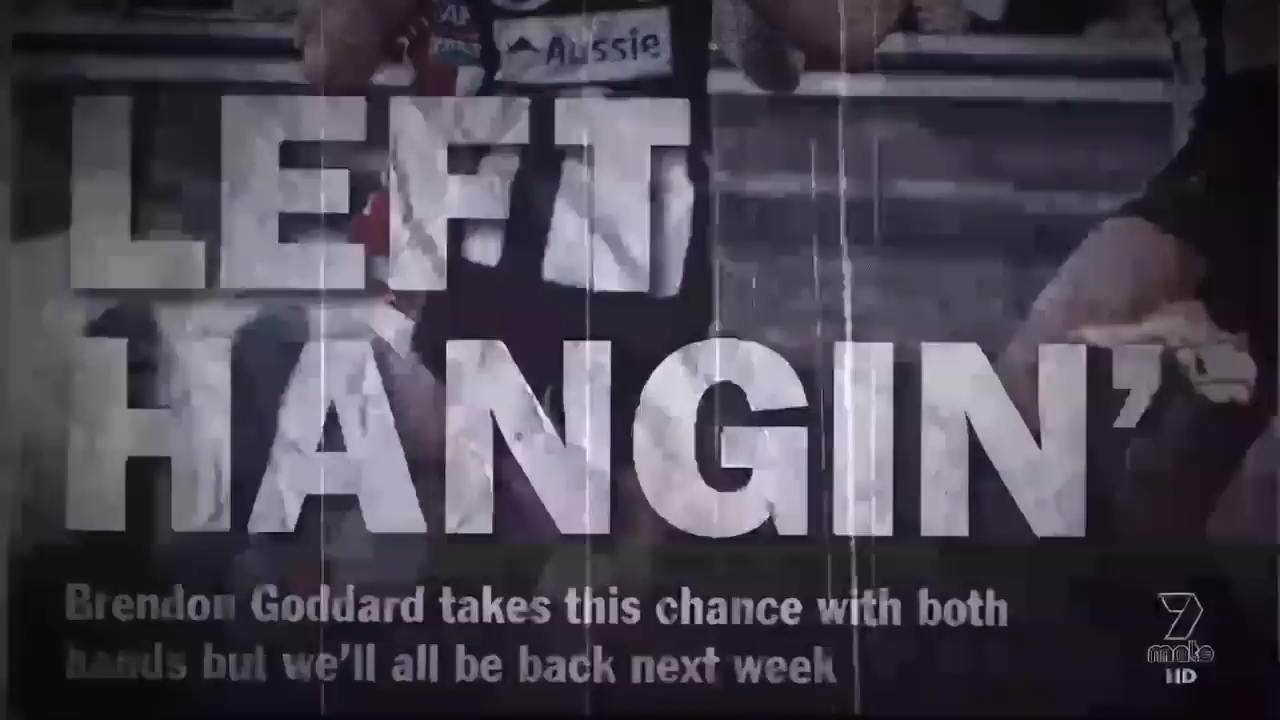 Aussie
LEFT
HANGIN’
Brendon Goddard takes this chance with both
hands but we’ll all be back next week
7
mate
HD